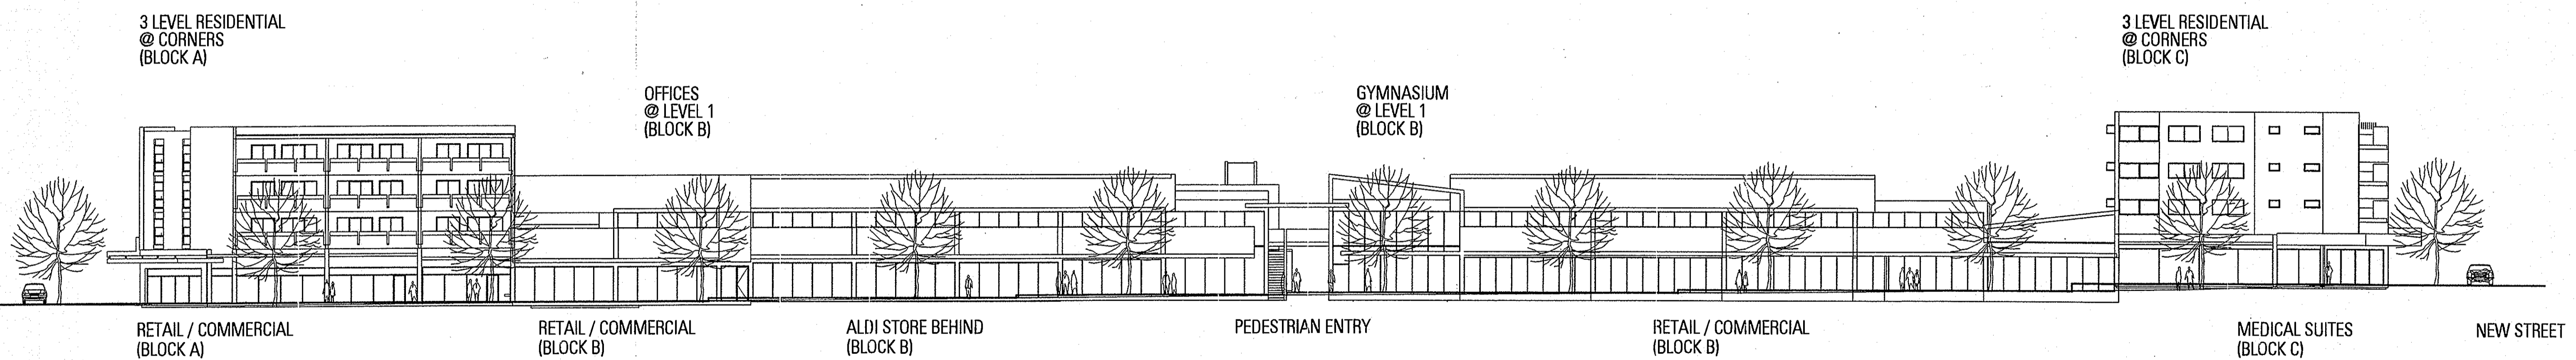 3 LEVEL RESIDENTIAL
@ CORNERS
(BLOCK A)
OFFICES
@ LEVEL 1
(BLOCK B)
GYMNASIUM
@ LEVEL 1
(BLOCK B)
3 LEVEL RESIDENTIAL
@ CORNERS
(BLOCK C)
RETAIL / COMMERCIAL
(BLOCK A)
RETAIL / COMMERCIAL
(BLOCK B)
ALDI STORE BEHIND
(BLOCK B)
PEDESTRIAN ENTRY
RETAIL / COMMERCIAL
(BLOCK B)
MEDICAL SUITES
(BLOCK C)
NEW STREET